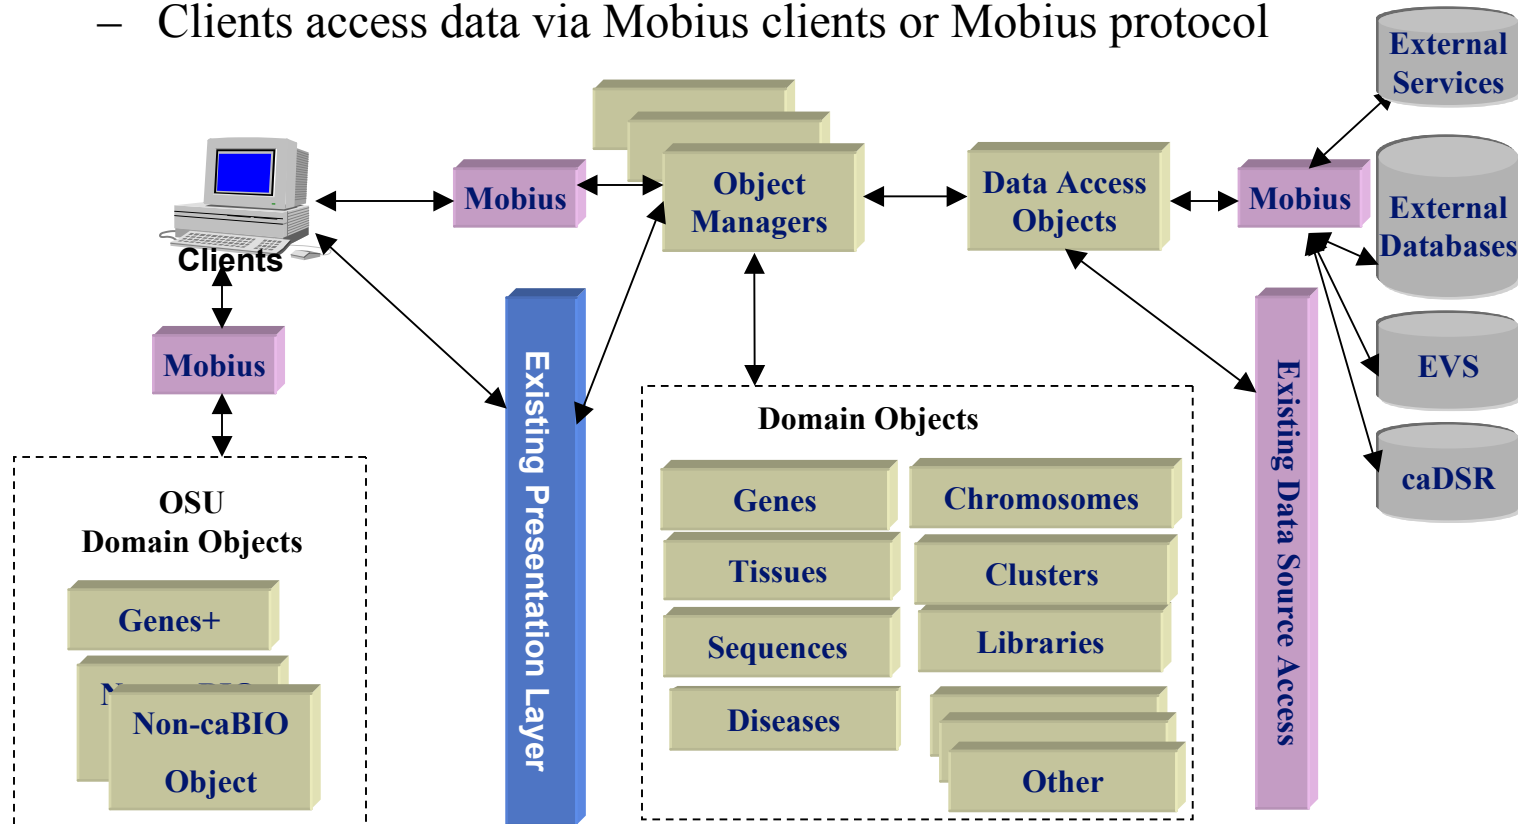 – Clients access data via Mobius clients or Mobius protocol
External
Services
Mobius
Object
Managers
Data Access
Objects
Mobius
External
Databases
Clients
Mobius
Existing Presentation Layer
Existing Data Source Access
EVS
caDSR
Domain Objects
Genes
Chromosomes
Tissues
Clusters
Sequences
Libraries
Diseases
Other
OSU
Domain Objects
Genes+
Non-caBIO
Object